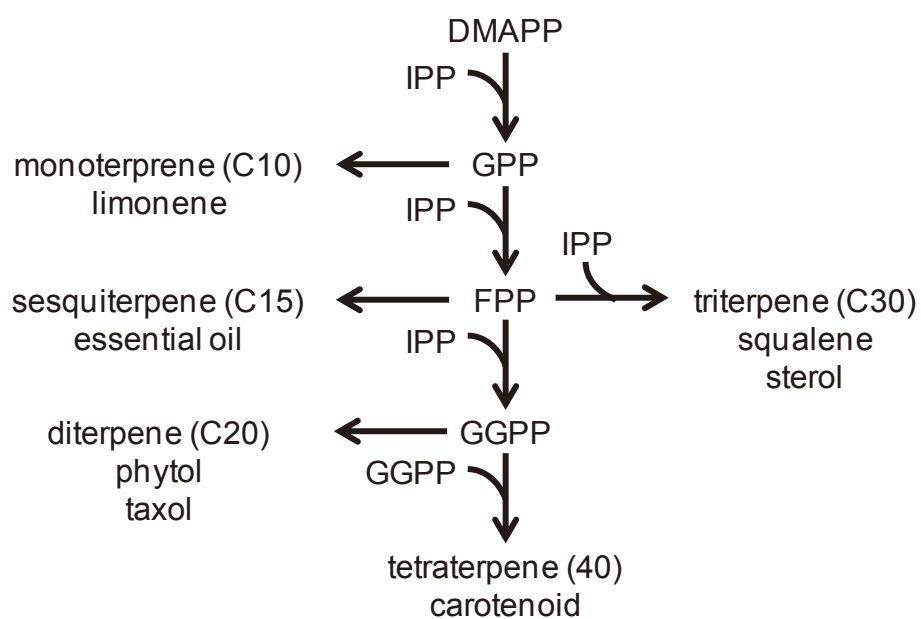 DMAPP
IPP
monoterprene (C10)
limonene
GPP
IPP
IPP
sesquiterpene (C15)
essential oil
FPP
triterpene (C30)
squalene
sterol
IPP
diterpene (C20)
phytol
taxol
GGPP
GGPP
tetraterpene (40)
carotenoid